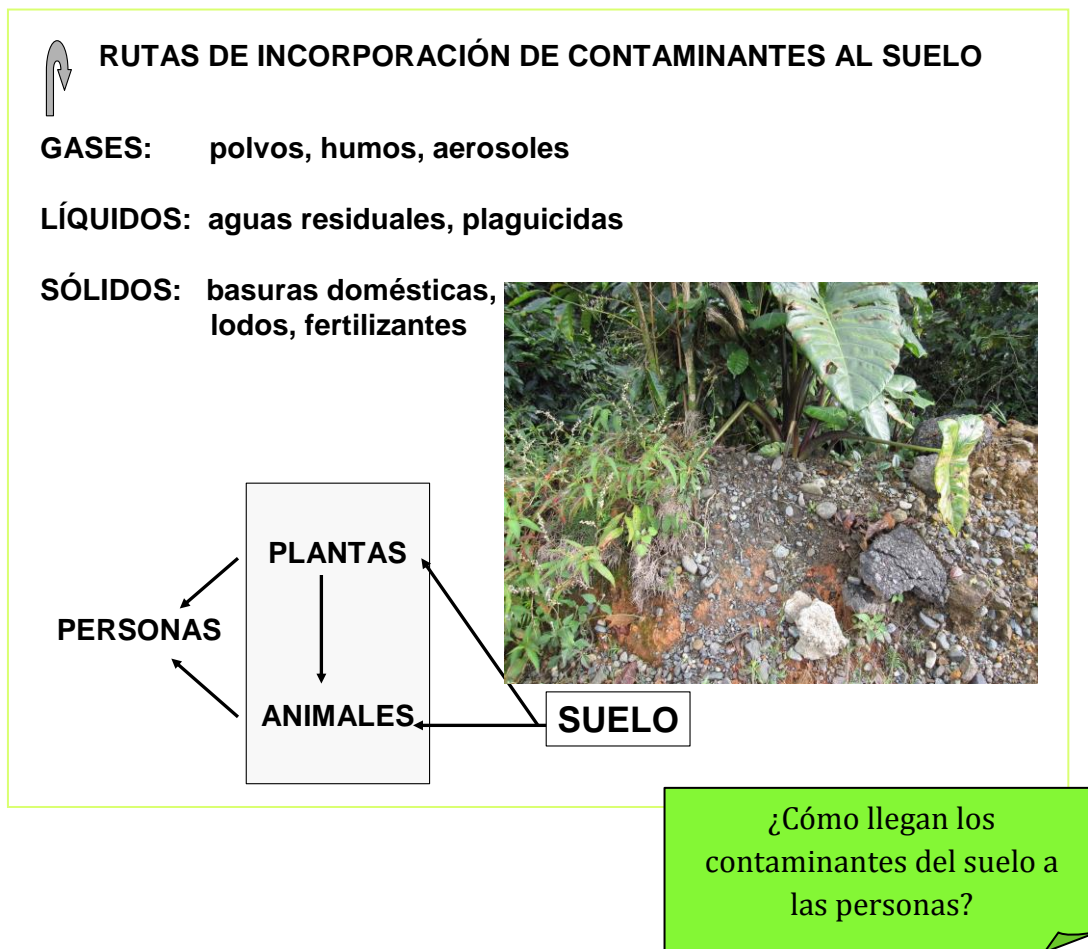 RUTAS DE INCORPORACIÓN DE CONTAMINANTES AL SUELO
GASES: polvos, humos, aerosoles
LÍQUIDOS: aguas residuales, plaguicidas
SÓLIDOS: basuras domésticas,
lodos, fertilizantes
PLANTAS
PERSONAS
ANIMALES
SUELO
¿Cómo llegan los
contaminantes del suelo a
las personas?